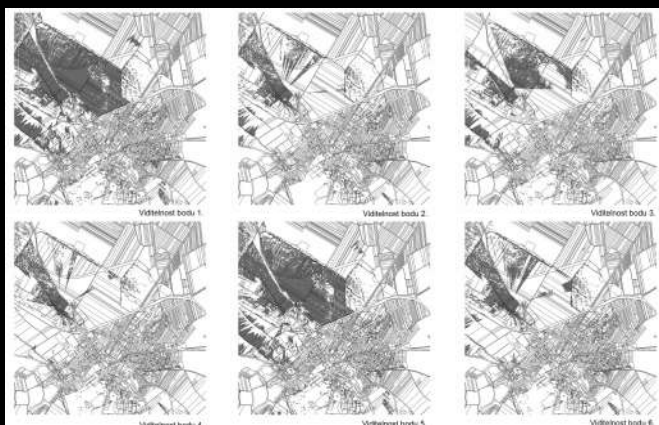 Viditelnost bodu 1.
Viditelnost bodu 2.
Viditelnost bodu 3.
Viditelnost bodu 4.
Viditelnost bodu 5.
Viditelnost bodu 6.